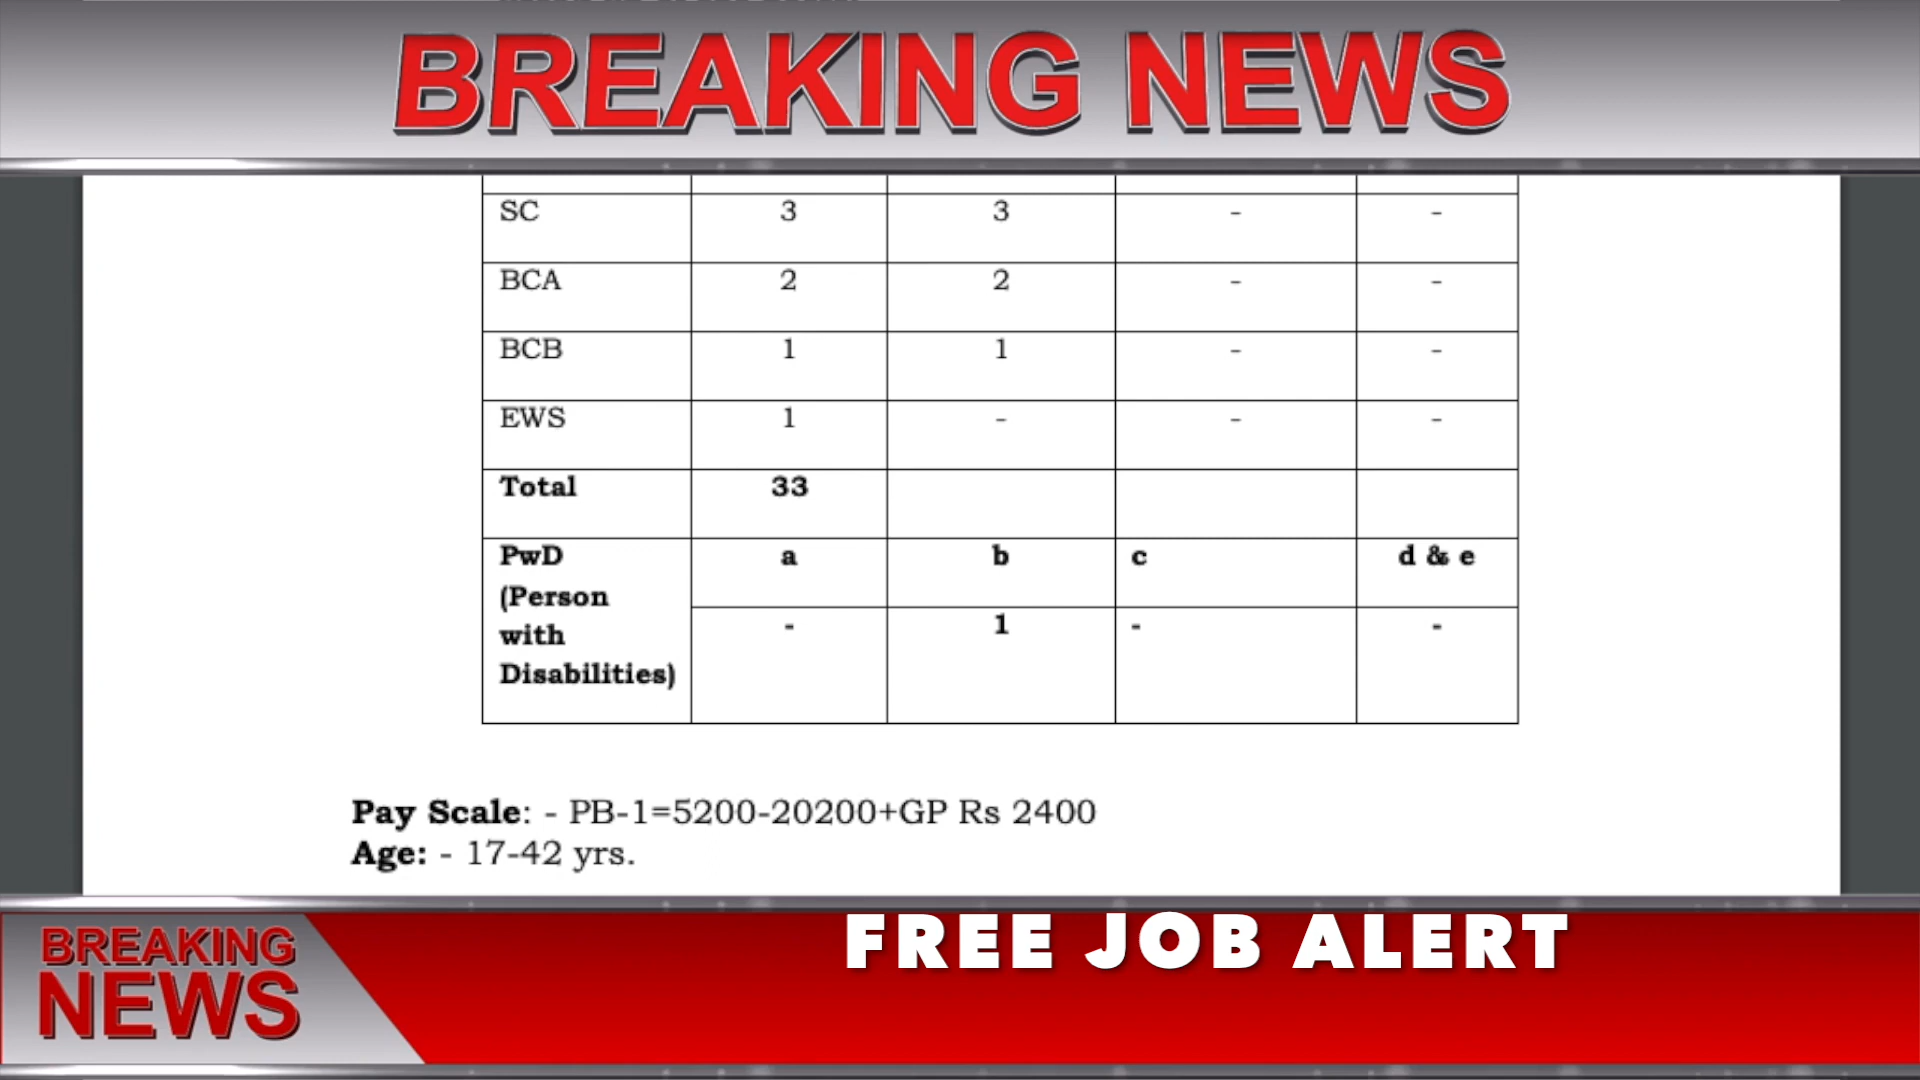 BREAKING NEWS
SC 3 3 - -
BCA 2 2 - -
BCB 1 1 - -
EWS 1 - - -
Total 33
PwD (Person with Disabilities) a b c d & e
- 1 - -
Pay Scale: - PB-1=5200-20200+GP Rs 2400
Age: - 17-42 yrs.
BREAKING
NEWS
FREE JOB ALERT